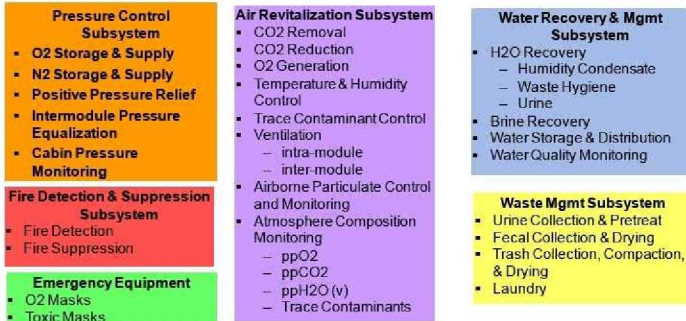 Pressure Control
Subsystem
▪ O2 Storage & Supply
▪ N2 Storage & Supply
▪ Positive Pressure Relief
▪ Intermodule Pressure
Equalization
▪ Cabin Pressure
Monitoring
Fire Detection & Suppression
Subsystem
▪ Fire Detection
▪ Fire Suppression
Emergency Equipment
▪ O2 Masks
▪ Toxic Masks
Air Revitalization Subsystem
▪ CO2 Removal
▪ CO2 Reduction
▪ O2 Generation
▪ Temperature & Humidity
Control
▪ Trace Contaminant Control
▪ Ventilation
– intra-module
– inter-module
▪ Airborne Particulate Control
and Monitoring
▪ Atmosphere Composition
Monitoring
– ppO2
– ppCO2
– ppH2O (v)
– Trace Contaminants
Water Recovery & Mgmt
Subsystem
▪ H2O Recovery
– Humidity Condensate
– Waste Hygiene
– Urine
▪ Brine Recovery
▪ Water Storage & Distribution
▪ Water Quality Monitoring
Waste Mgmt Subsystem
▪ Urine Collection & Pretreat
▪ Fecal Collection & Drying
▪ Trash Collection, Compaction,
& Drying
▪ Laundry